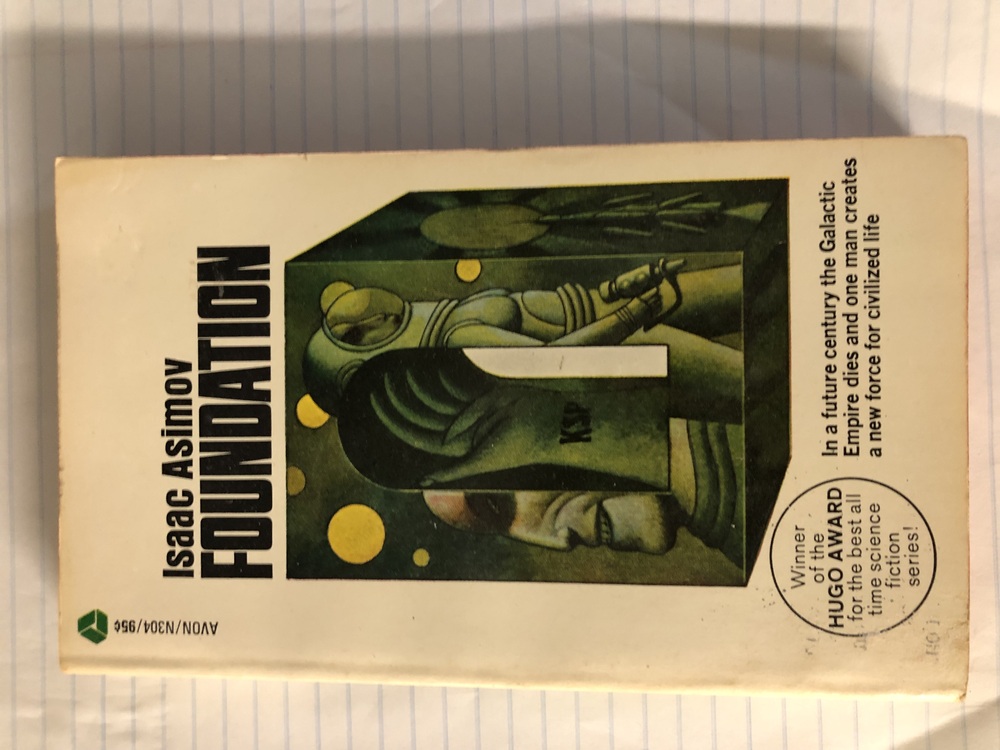 AVON/N304/95¢
Isaac Asimov
FOUNDATION
KSP
Winner
of the
HUGO AWARD
for the best all
time science
fiction
series!
In a future century the Galactic
Empire dies and one man creates
a new force for civilized life